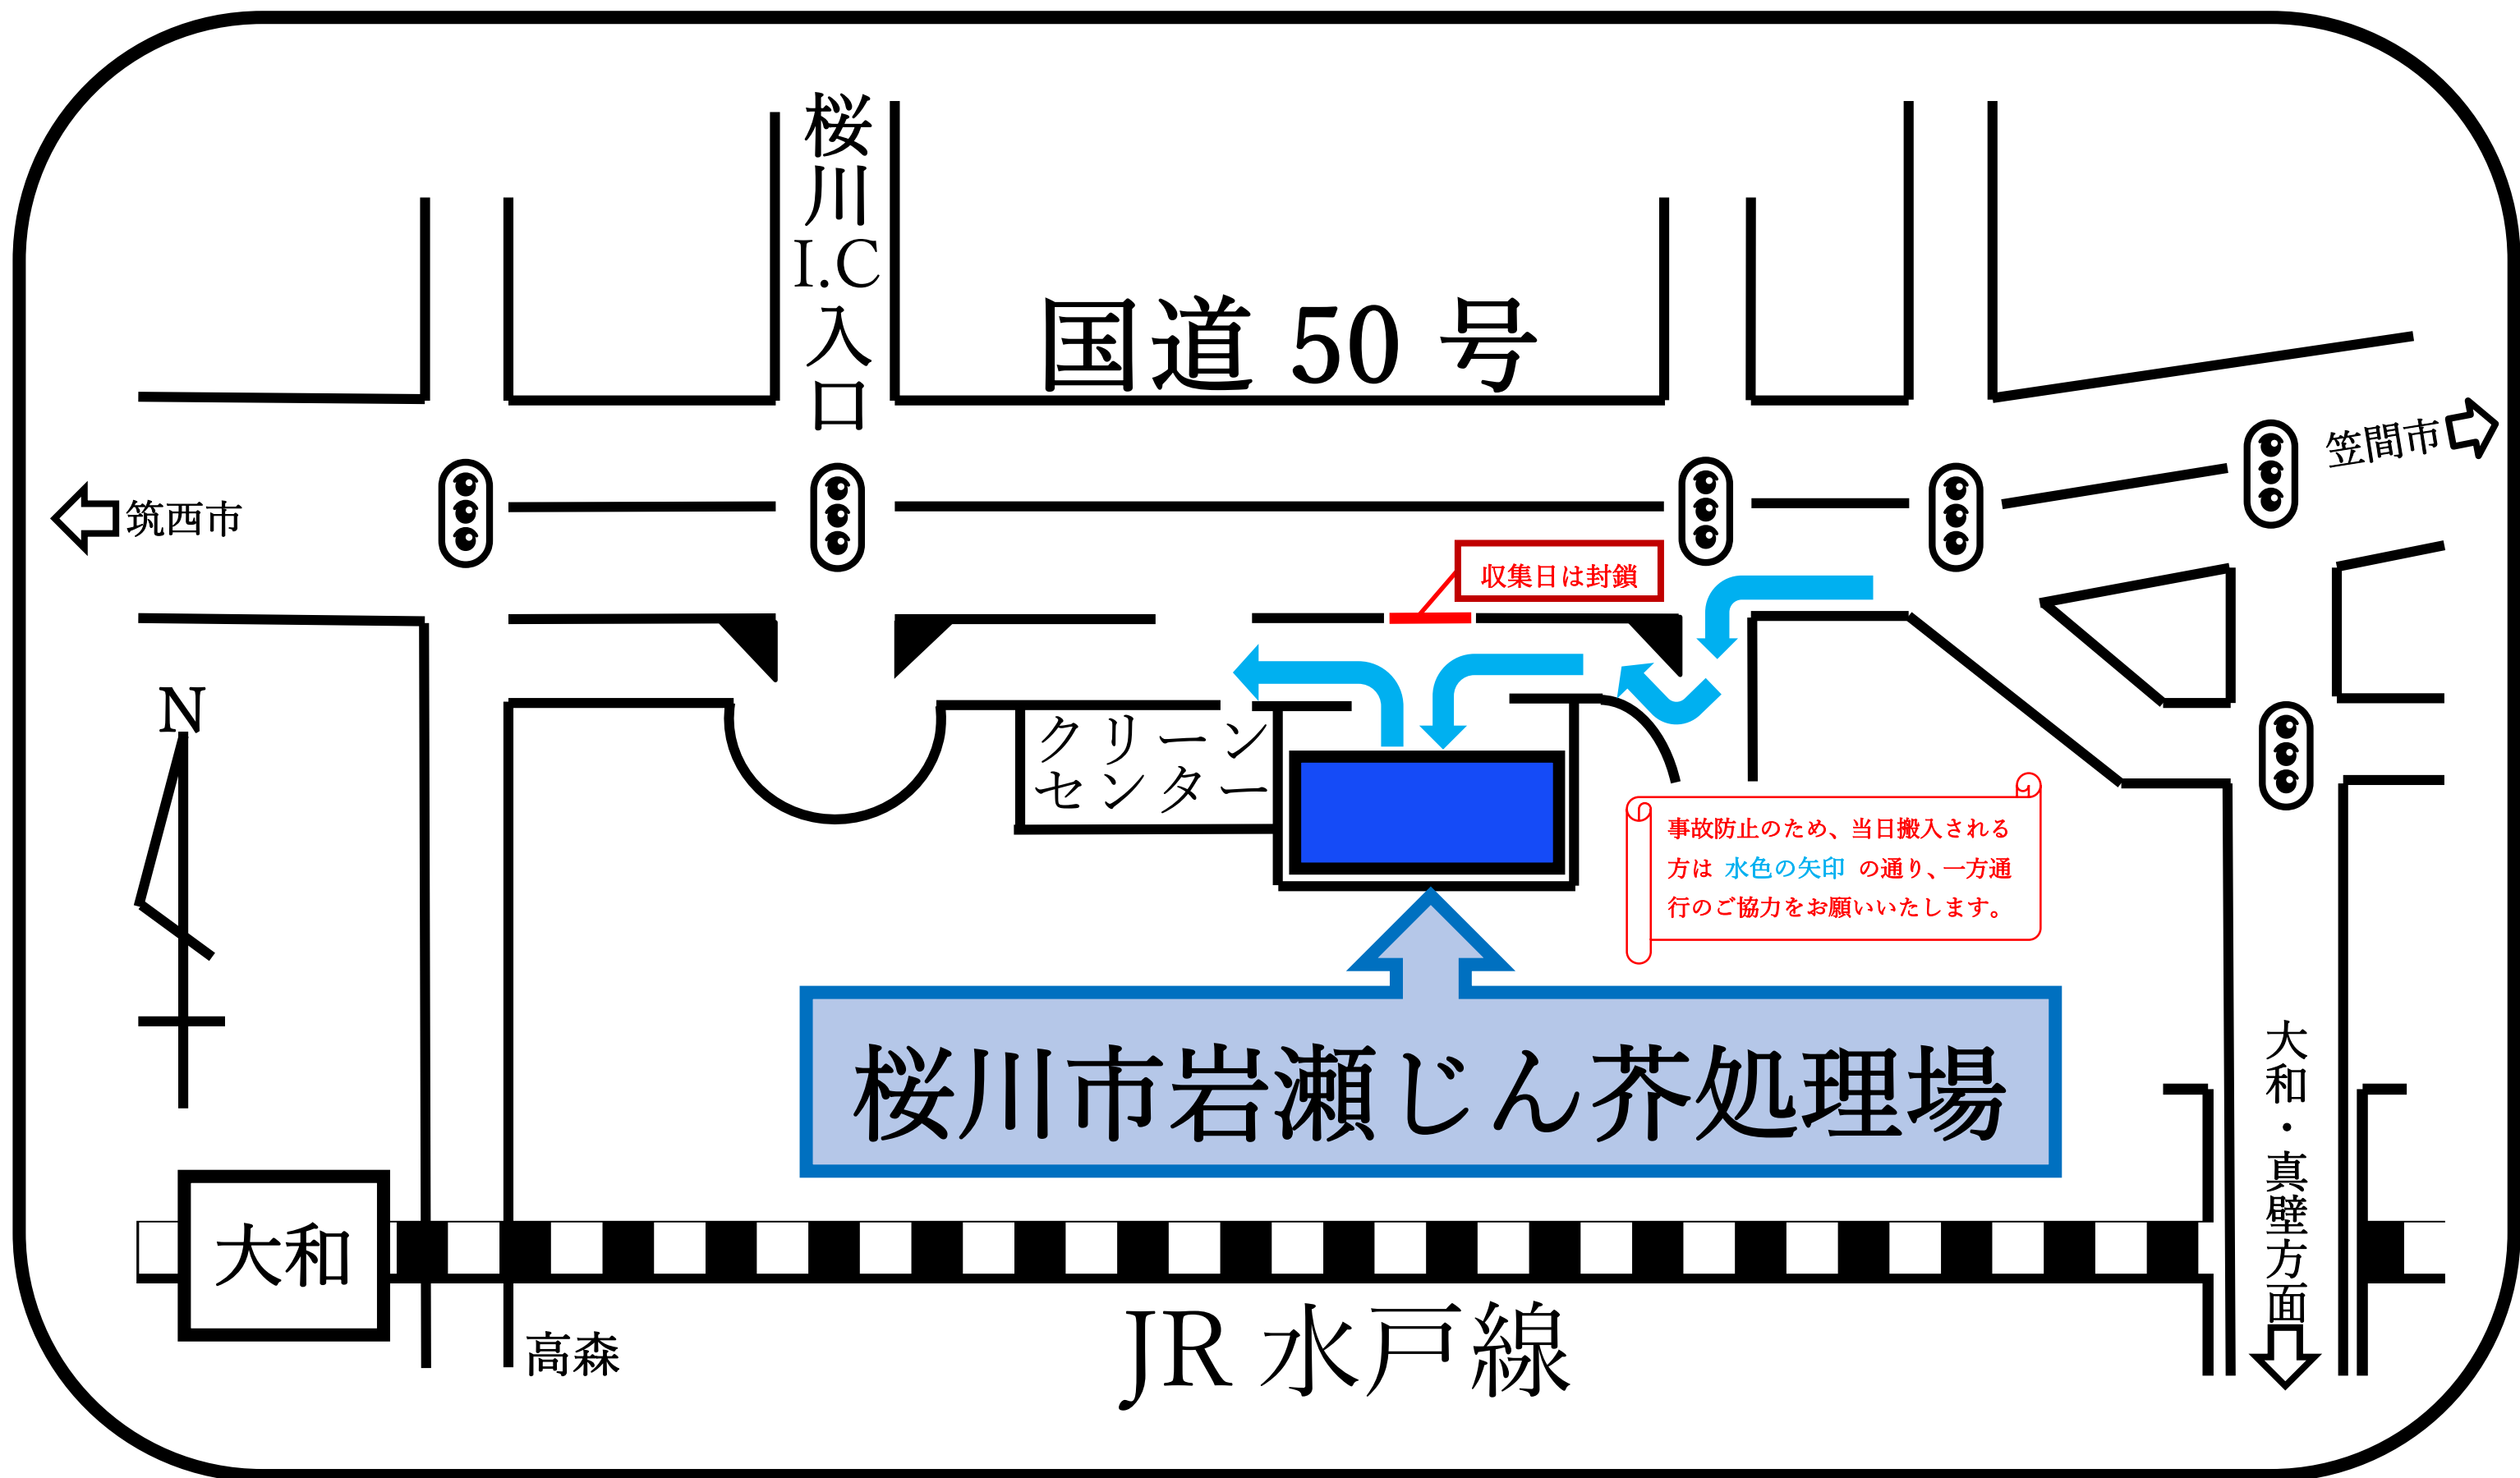 桜川I.C入口
国道50号
笠間市
筑西市
収集日は封鎖
N
クリーン
センター
事故防止のため、当日搬入される
方は 水色の矢印 の通り、一方通
行のご協力をお願いいたします。
桜川市岩瀬じん芥処理場
大和・真壁方面
大和
高森
JR 水戸線